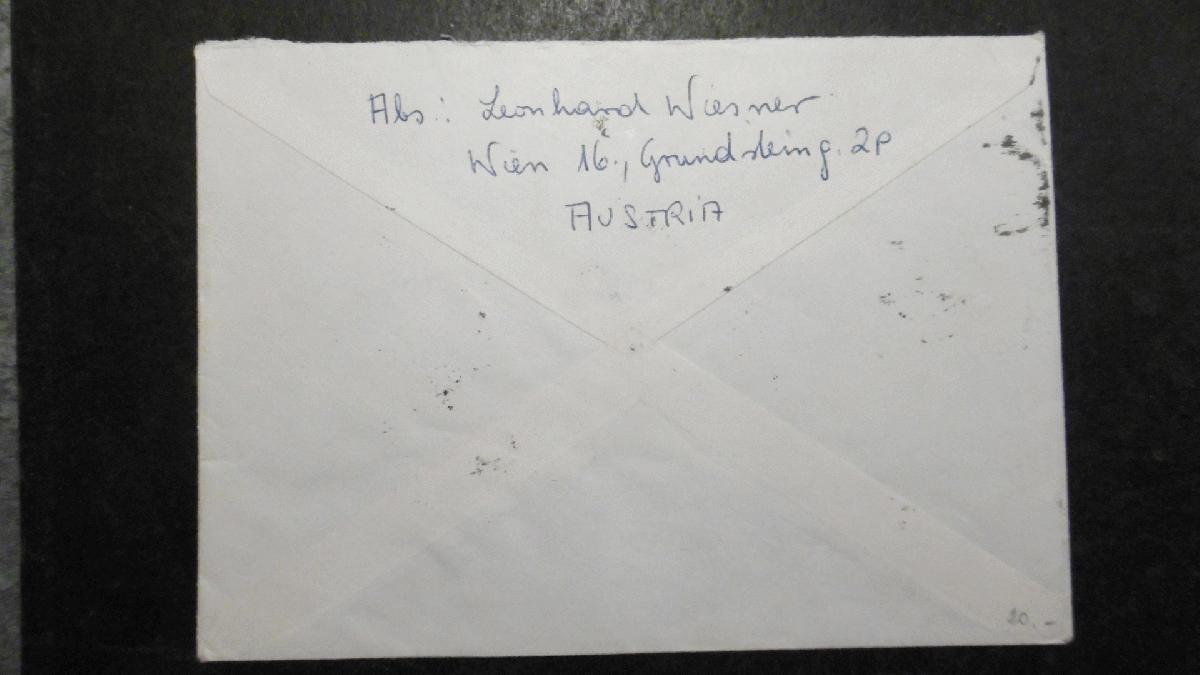 Abs.: Leonhard Wiesner
Wien 16., Grundsteing. 2P
AUSTRIA
20.-